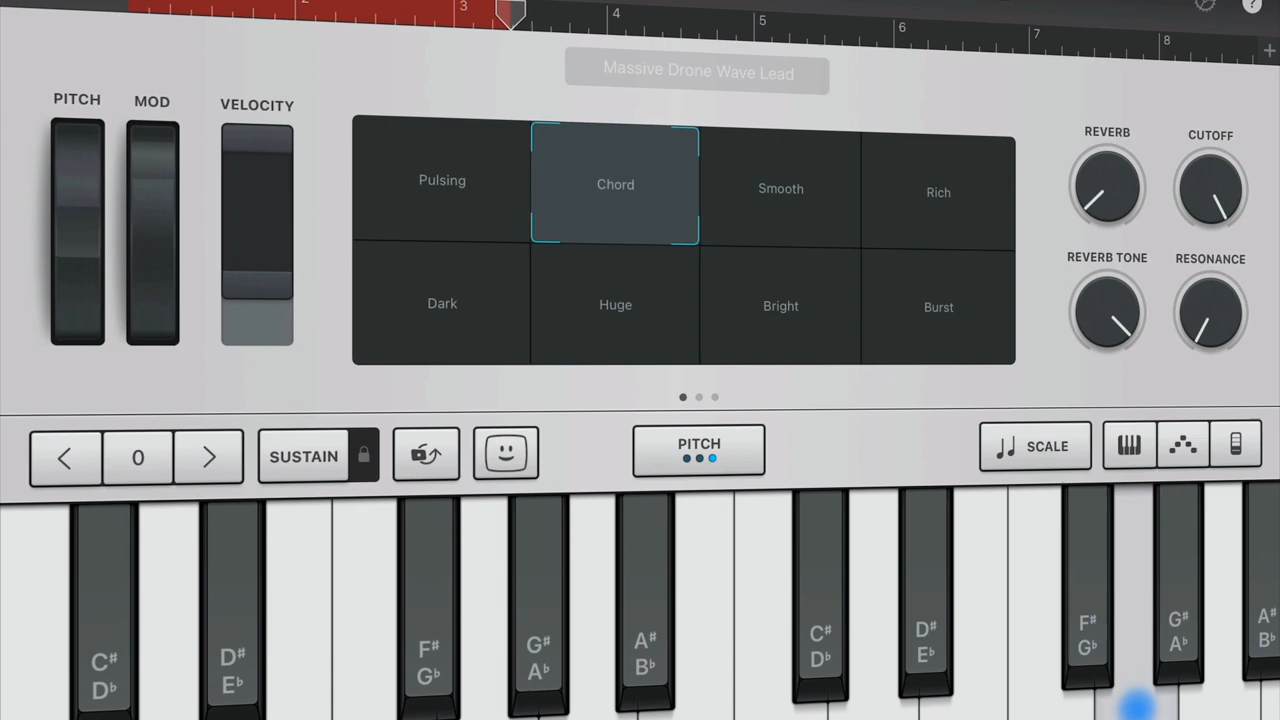 2 3 4 5 6 7 8 +
?
Massive Drone Wave Lead
PITCH MOD VELOCITY
REVERB CUTOFF
Pulsing Chord Smooth Rich
REVERB TONE RESONANCE
Dark Huge Bright Burst
< 0 > SUSTAIN PITCH SCALE
C♯ D♯ F♯ G♯ A♯ C♯ D♯ F♯ G♯ A♯
D♭ E♭ G♭ A♭ B♭ D♭ E♭ G♭ A♭ B♭